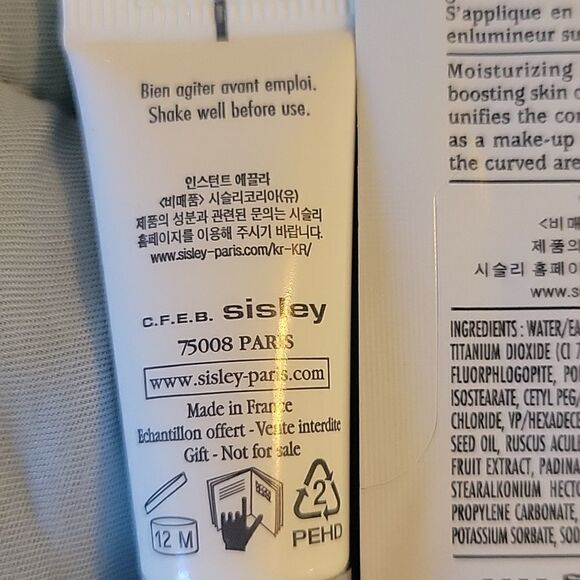 Bien agiter avant emploi.
Shake well before use.
인스턴트 에끌라
<비매품> 시슬리코리아(유)
제품의 성분과 관련된 문의는 시슬리
홈페이지를 이용해 주시기 바랍니다.
www.sisley-paris.com/kr-KR/
C.F.E.B. sisley
75008 PARIS
www.sisley-paris.com
Made in France
Echantillon offert - Vente interdite
Gift - Not for sale
12 M
2
PEHD
S'applique en
enlumineur su
Moisturizing
boosting skin
unifies the co
as a make-up
the curved are
<비매
제품의
시슬리 홈페
www.s
INGREDIENTS : WATER/EA
TITANIUM DIOXIDE (CI 7
FLUORPHLOGOPITE, PO
ISOSTEARATE, CETYL PEG/
CHLORIDE, VP/HEXADECE
SEED OIL, RUSCUS ACUL
FRUIT EXTRACT, PADINA
STEARALKONIUM HECTO
PROPYLENE CARBONATE,
POTASSIUM SORBATE, SOD